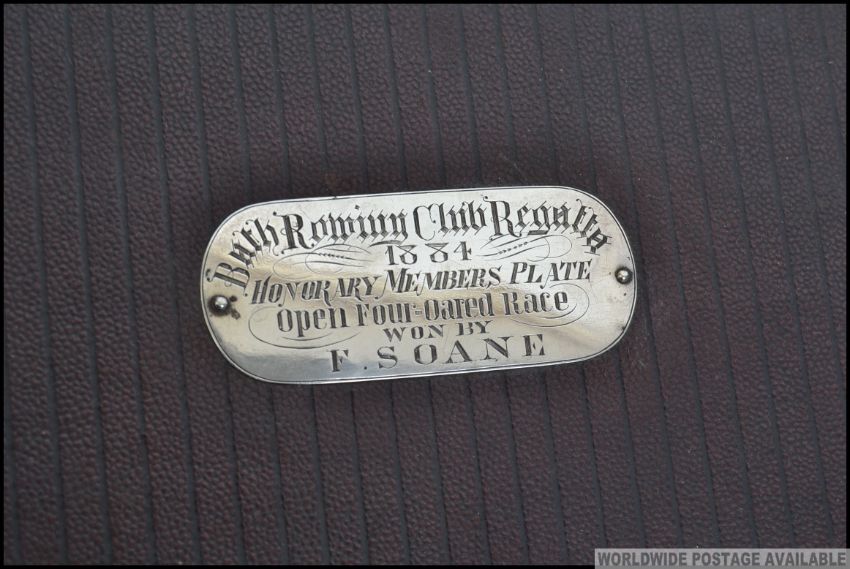 Bath Rowing Club Regatta
1884
HONORARY MEMBERS PLATE
Open Four-Oared Race
WON BY
F. SOANE
WORLDWIDE POSTAGE AVAILABLE